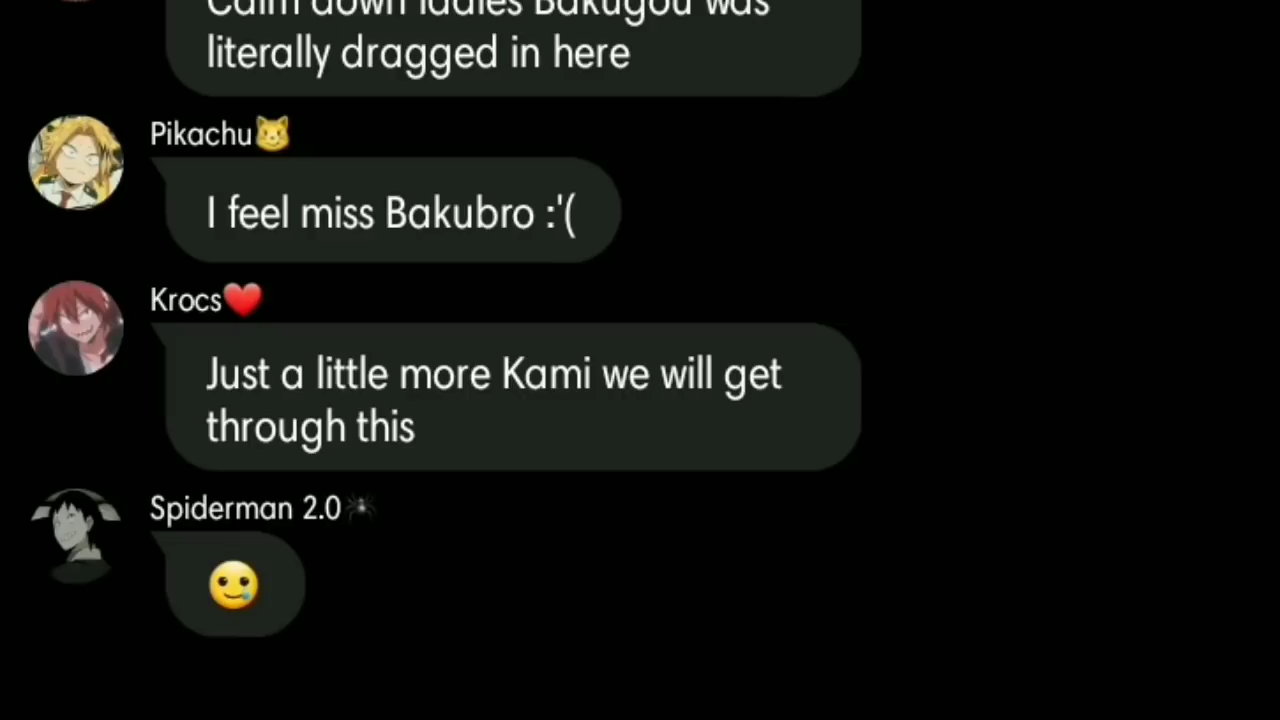 Calm down ladies Bakugou was
literally dragged in here
Pikachu😼
I feel miss Bakubro :'(
Krocs❤️
Just a little more Kami we will get
through this
Spiderman 2.0🕷️
🥲